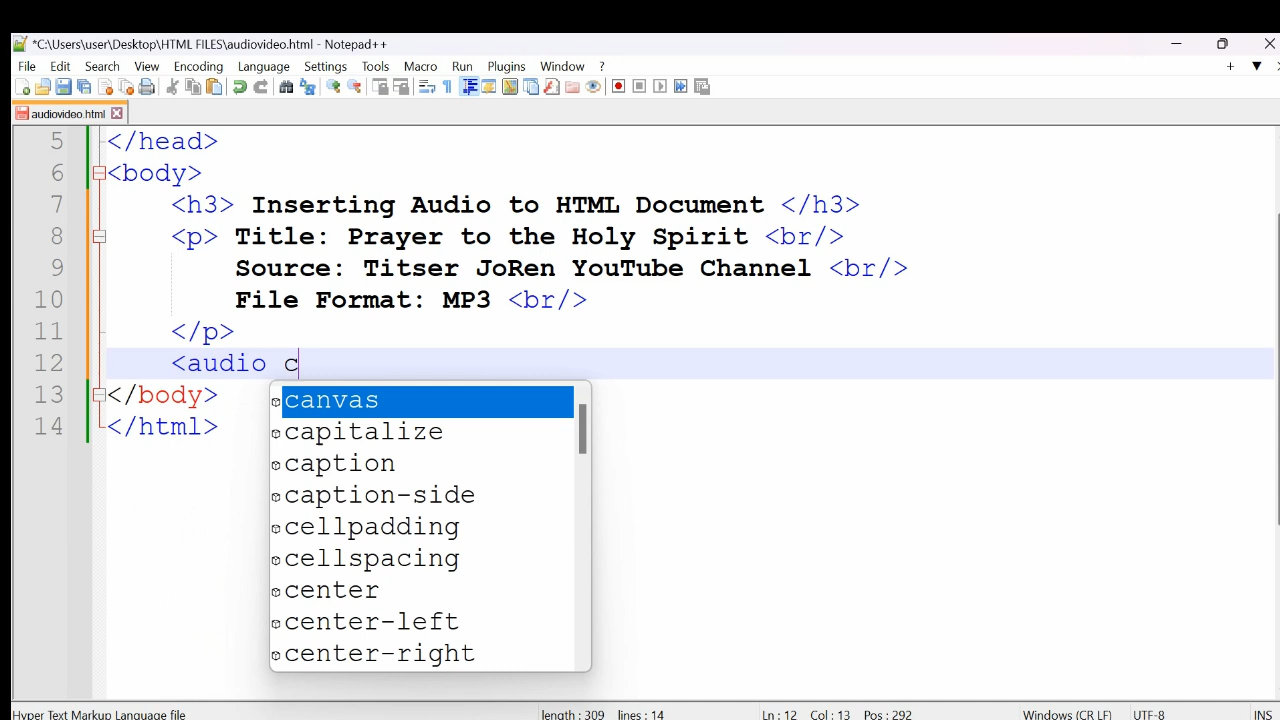 *C:\Users\user\Desktop\HTML FILES\audiovideo.html - Notepad++
File Edit Search View Encoding Language Settings Tools Macro Run Plugins Window ?
audiovideo.html
5 </head>
6 <body>
7 <h3> Inserting Audio to HTML Document </h3>
8 <p> Title: Prayer to the Holy Spirit <br/>
9 Source: Titser JoRen YouTube Channel <br/>
10 File Format: MP3 <br/>
11 </p>
12 <audio c
13 </body>
14 </html>
canvas
capitalize
caption
caption-side
cellpadding
cellspacing
center
center-left
center-right
Hyper Text Markup Language file length : 309 lines : 14 Ln : 12 Col : 13 Pos : 292 Windows (CR LF) UTF-8 INS